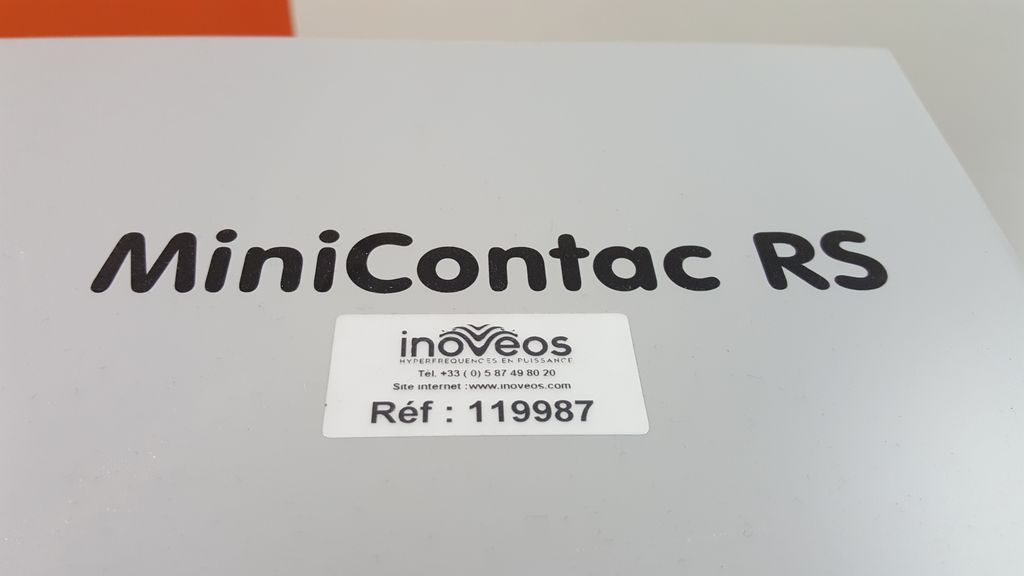 MiniContac RS
inoveos
HYPERFREQUENCES EN PUISSANCE
Tél. +33 ( 0) 5 87 49 80 20
Site internet :www.inoveos.com
Réf : 119987